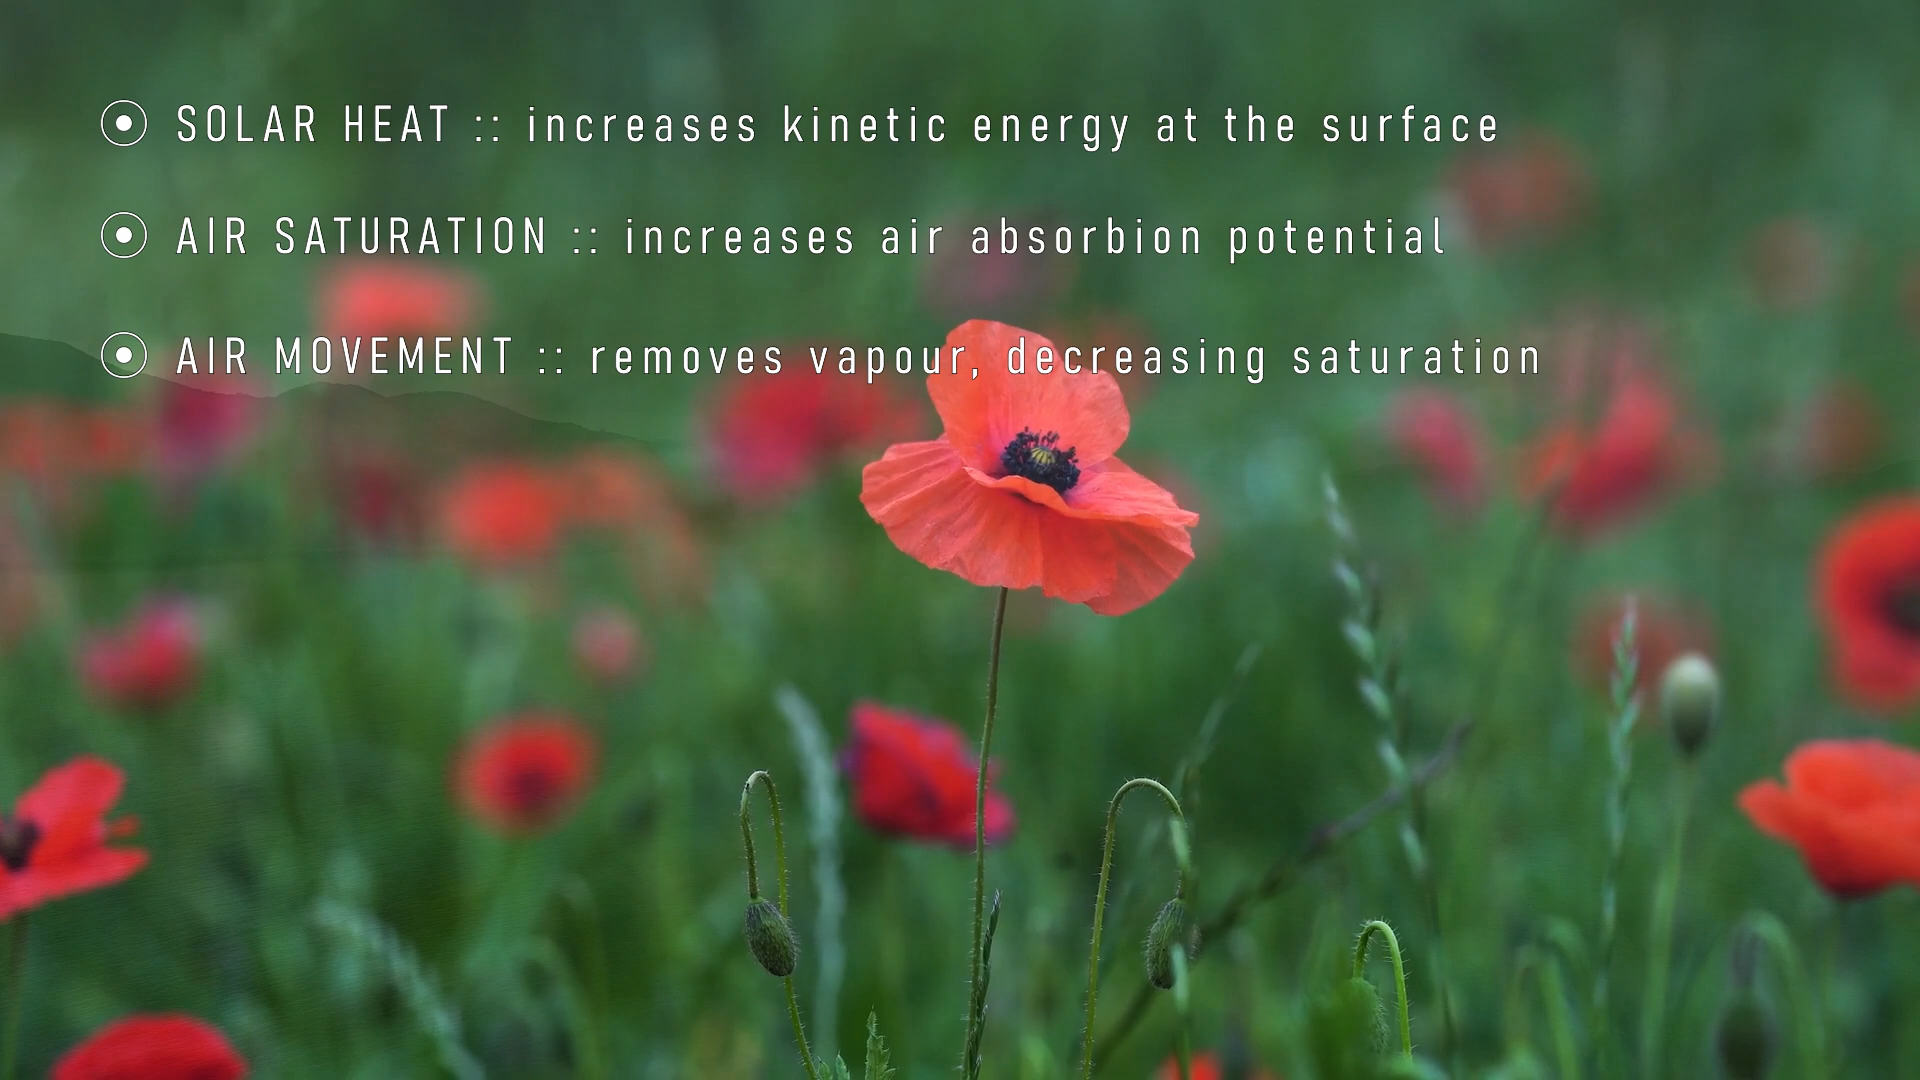 SOLAR HEAT :: increases kinetic energy at the surface
AIR SATURATION :: increases air absorbion potential
AIR MOVEMENT :: removes vapour, decreasing saturation